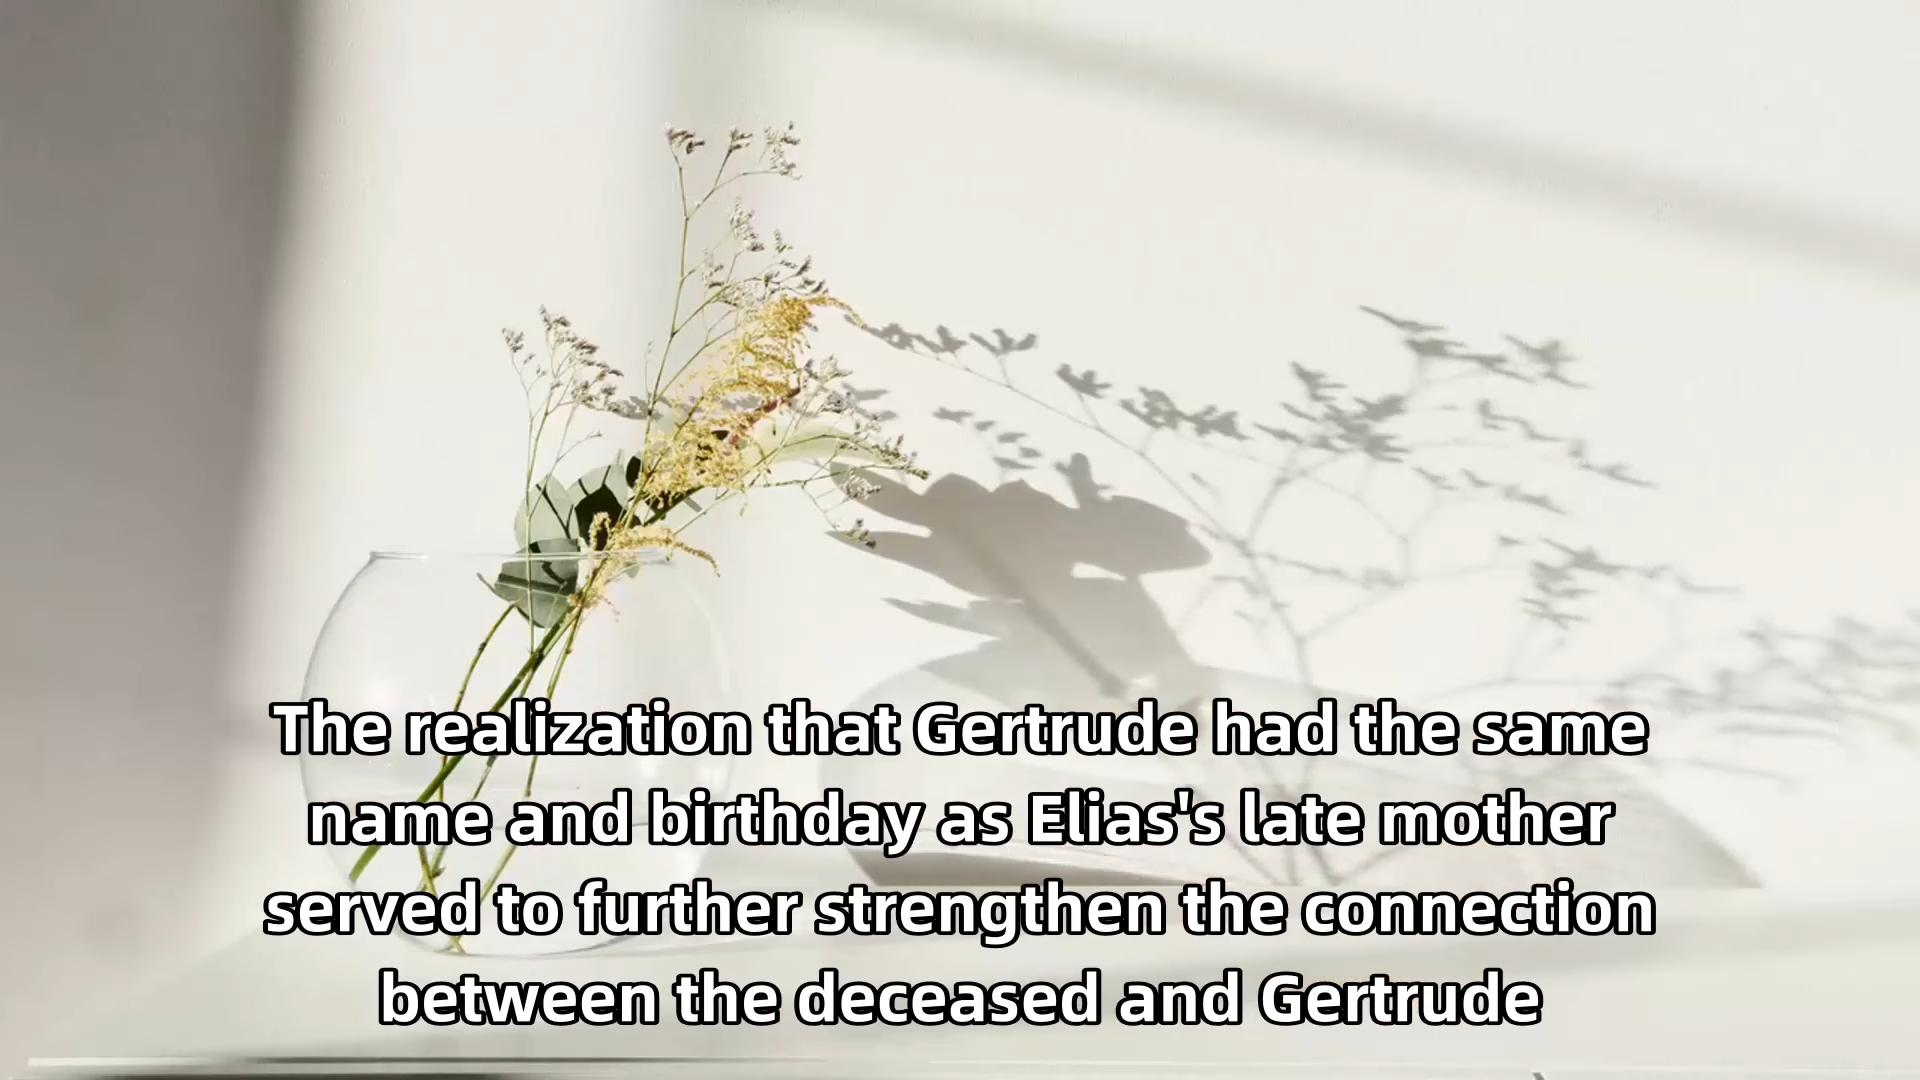 The realization that Gertrude had the same
name and birthday as Elias's late mother
served to further strengthen the connection
between the deceased and Gertrude